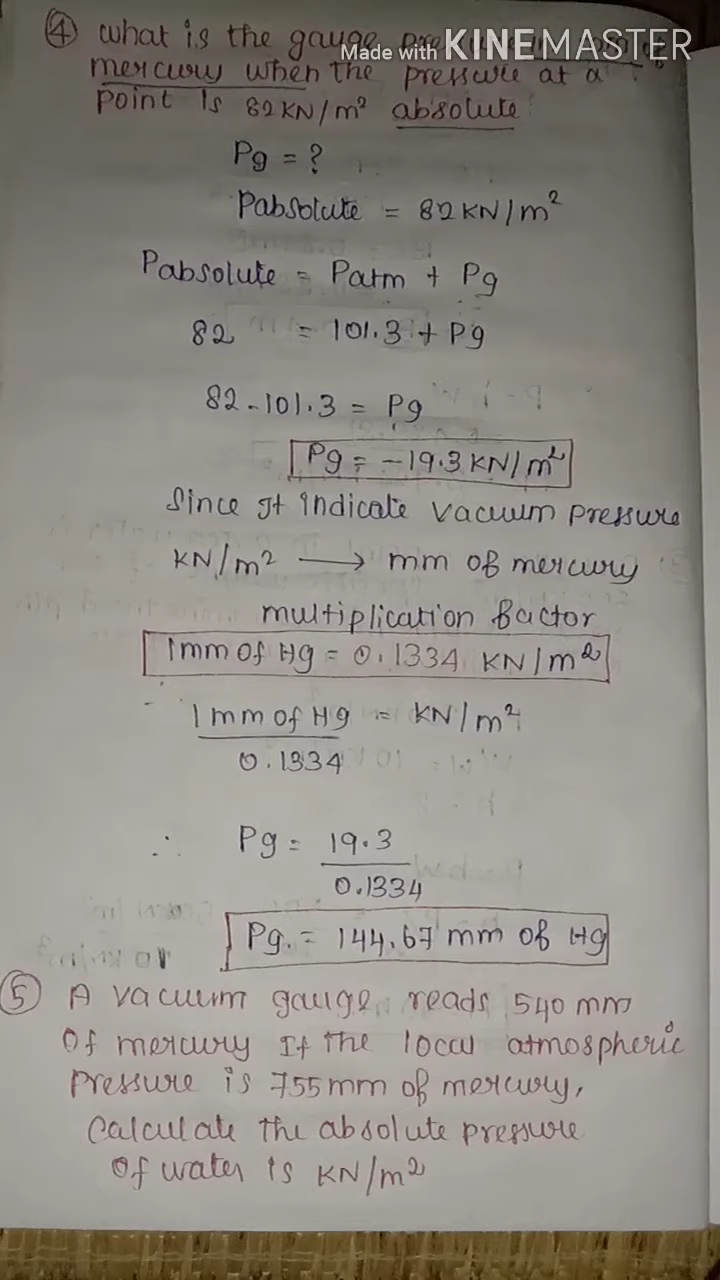 ④ what is the gauge
Made with KINEMASTER
mercury when the pressure at a
point is 82 KN/m² absolute
Pg = ?
Pabsolute = 82 KN/m²
Pabsolute = Patm + Pg
82 = 101.3 + Pg
82 - 101.3 = Pg
Pg = -19.3 KN/m²
Since It indicate vacuum pressure
KN/m² → mm of mercury
multiplication factor
1mm of Hg = 0.1334 KN/m²
1 mm of Hg = KN/m²
0.1334
∴ Pg = 19.3
0.1334
Pg. = 144.67 mm of Hg
⑤ A vacuum gauge reads 540 mm
of mercury If the local atmospheric
pressure is 755mm of mercury,
Calculate the absolute pressure
of water is KN/m²